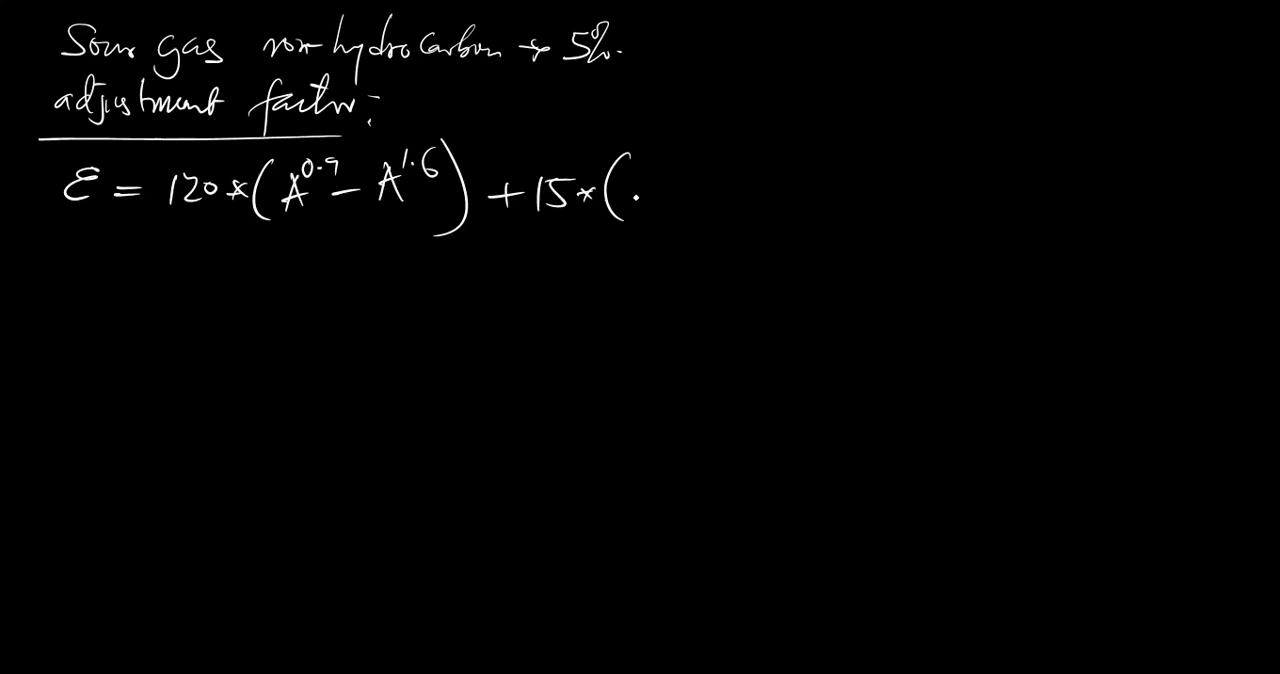 Sour gas non-hydrocarbon → 5%.
adjustment factor:
ε = 120*(A^0.9 - A^1.6) + 15*(.